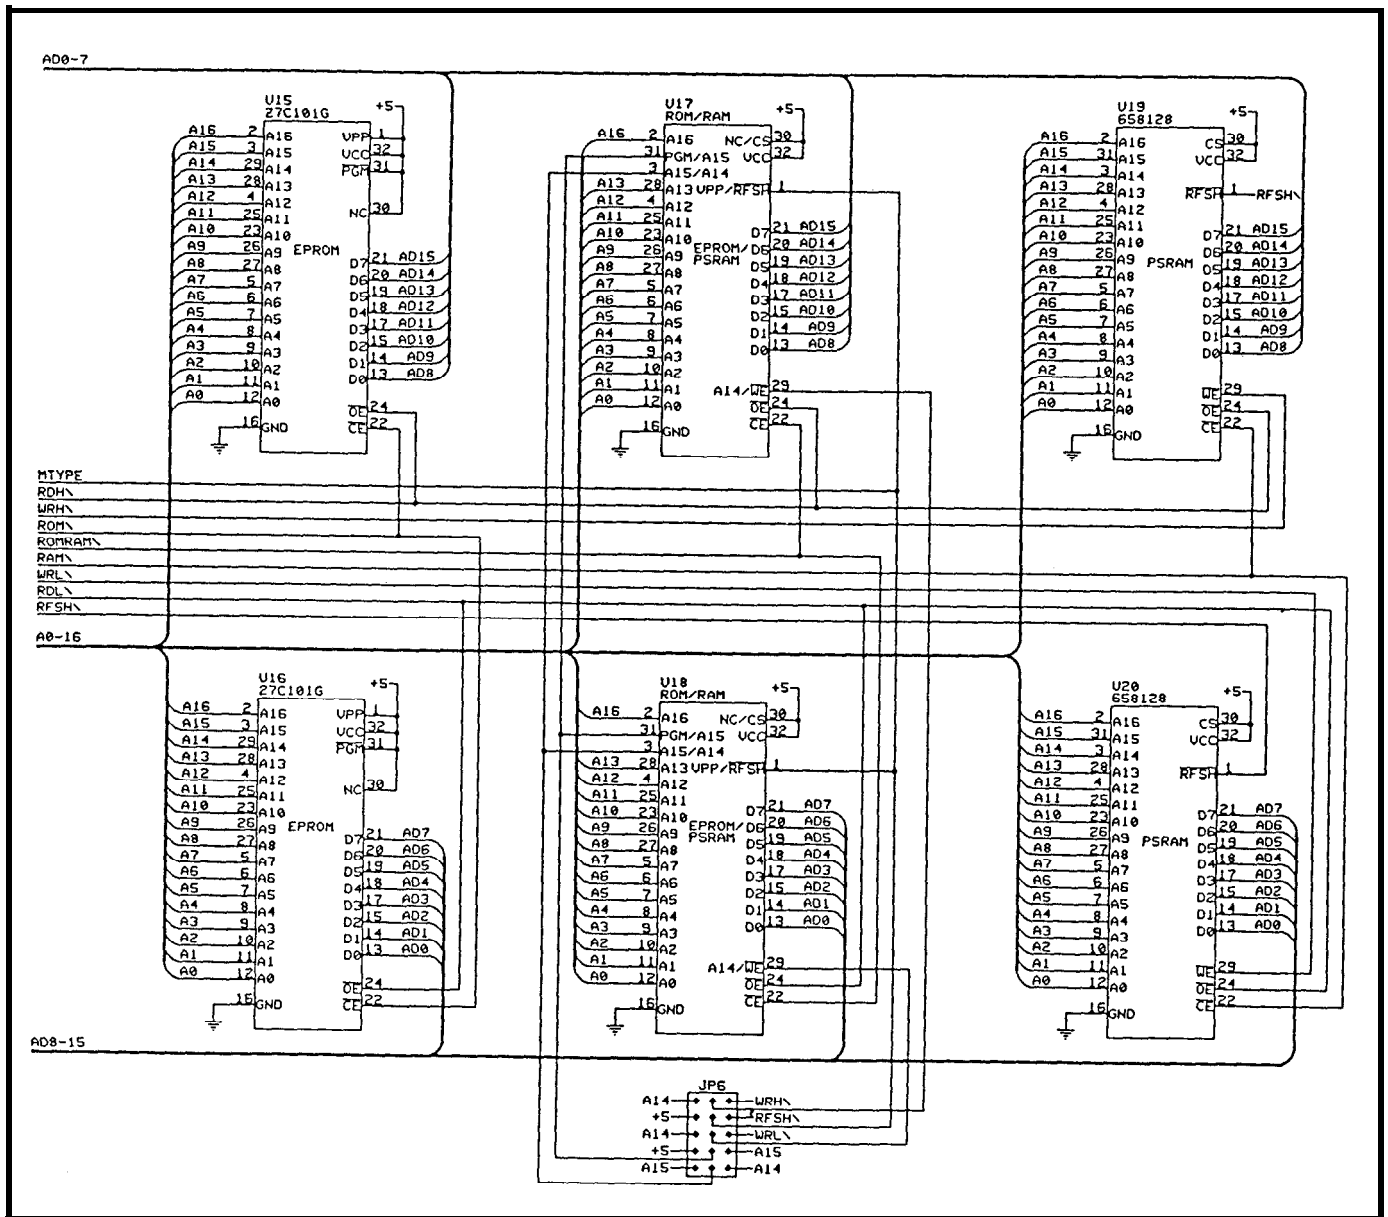 AD0-7
U15
27C101G
+5
A16 2 A16 VPP 1
A15 3 A15 VCC 32
A14 29 A14 PGM 31
A13 28 A13
A12 4 A12
A11 25 A11 NC 30
A10 23 A10
A9 26 A9 EPROM
A8 27 A8 D7 21 AD15
A7 5 A7 D6 20 AD14
A6 6 A6 D5 19 AD13
A5 7 A5 D4 18 AD12
A4 8 A4 D3 17 AD11
A3 9 A3 D2 15 AD10
A2 10 A2 D1 14 AD9
A1 11 A1 D0 13 AD8
A0 12 A0 OE 24
16 GND CE 22
U17
ROM/RAM
+5
A16 2 A16 NC/CS 30
31 PGM/A15 VCC 32
3 A15/A14
A13 28 A13 VPP/RFSH 1
A12 4 A12
A11 25 A11
A10 23 A10 D7 21 AD15
A9 26 A9 EPROM/ D6 20 AD14
A8 27 A8 PSRAM D5 19 AD13
A7 5 A7 D4 18 AD12
A6 6 A6 D3 17 AD11
A5 7 A5 D2 15 AD10
A4 8 A4 D1 14 AD9
A3 9 A3 D0 13 AD8
A2 10 A2
A1 11 A1 A14/WE 29
A0 12 A0 OE 24
16 GND CE 22
U19
658128
+5
A16 2 A16 CS 30
A15 31 A15 VCC 32
A14 3 A14
A13 28 A13 RFSH 1 RFSH\
A12 4 A12
A11 25 A11
A10 23 A10 D7 21 AD15
A9 26 A9 PSRAM D6 20 AD14
A8 27 A8 D5 19 AD13
A7 5 A7 D4 18 AD12
A6 6 A6 D3 17 AD11
A5 7 A5 D2 15 AD10
A4 8 A4 D1 14 AD9
A3 9 A3 D0 13 AD8
A2 10 A2
A1 11 A1 WE 29
A0 12 A0 OE 24
16 GND CE 22
MTYPE
RDH\
WRH\
ROM\
ROMRAM\
RAM\
WRL\
RDL\
RFSH\
A0-16
U16
27C101G
+5
A16 2 A16 VPP 1
A15 3 A15 VCC 32
A14 29 A14 PGM 31
A13 28 A13
A12 4 A12
A11 25 A11 NC 30
A10 23 A10
A9 26 A9 EPROM
A8 27 A8 D7 21 AD7
A7 5 A7 D6 20 AD6
A6 6 A6 D5 19 AD5
A5 7 A5 D4 18 AD4
A4 8 A4 D3 17 AD3
A3 9 A3 D2 15 AD2
A2 10 A2 D1 14 AD1
A1 11 A1 D0 13 AD0
A0 12 A0 OE 24
16 GND CE 22
U18
ROM/RAM
+5
A16 2 A16 NC/CS 30
31 PGM/A15 VCC 32
3 A15/A14
A13 28 A13 VPP/RFSH 1
A12 4 A12
A11 25 A11
A10 23 A10 D7 21 AD7
A9 26 A9 EPROM/ D6 20 AD6
A8 27 A8 PSRAM D5 19 AD5
A7 5 A7 D4 18 AD4
A6 6 A6 D3 17 AD3
A5 7 A5 D2 15 AD2
A4 8 A4 D1 14 AD1
A3 9 A3 D0 13 AD0
A2 10 A2
A1 11 A1 A14/WE 29
A0 12 A0 OE 24
16 GND CE 22
U20
658128
+5
A16 2 A16 CS 30
A15 31 A15 VCC 32
A14 3 A14
A13 28 A13 RFSH 1
A12 4 A12
A11 25 A11
A10 23 A10 D7 21 AD7
A9 26 A9 PSRAM D6 20 AD6
A8 27 A8 D5 19 AD5
A7 5 A7 D4 18 AD4
A6 6 A6 D3 17 AD3
A5 7 A5 D2 15 AD2
A4 8 A4 D1 14 AD1
A3 9 A3 D0 13 AD0
A2 10 A2
A1 11 A1 WE 29
A0 12 A0 OE 24
16 GND CE 22
AD8-15
JP6
A14 WRH\
+5 RFSH\
A14 WRL\
+5 A15
A15 A14